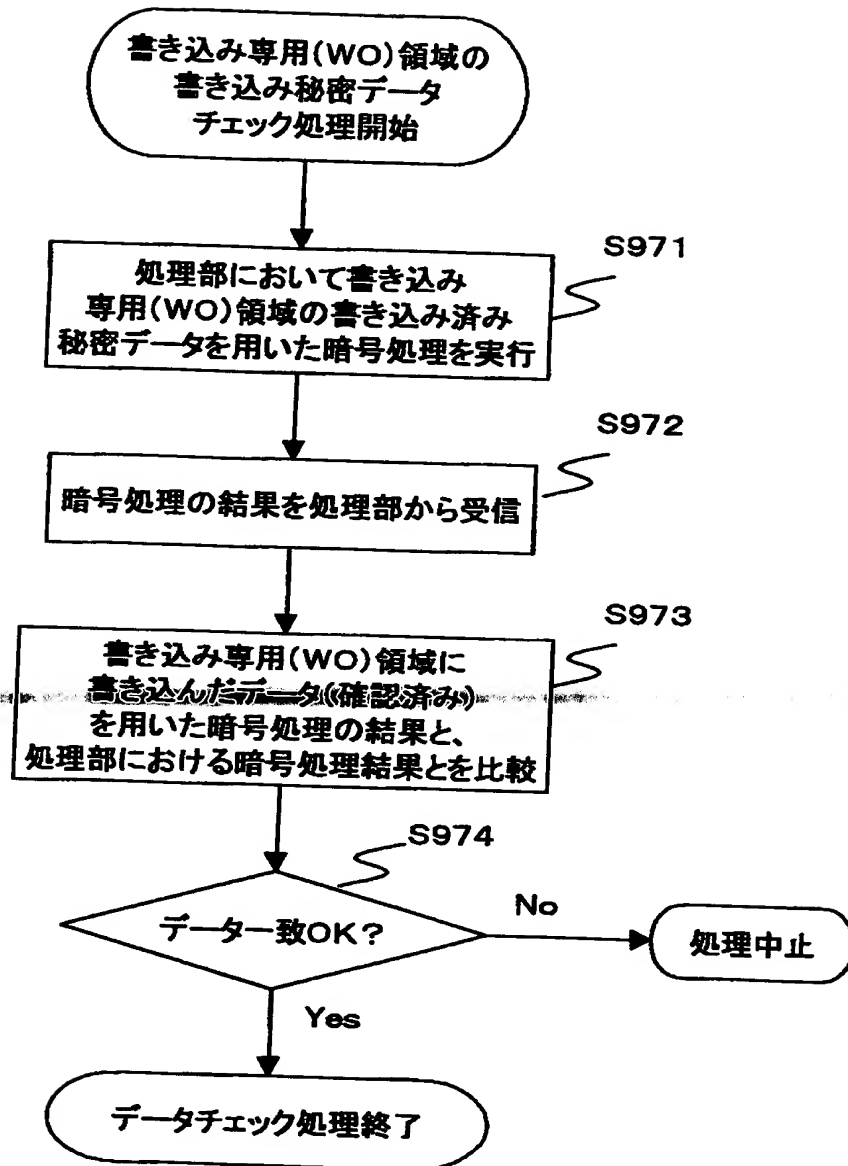 書き込み専用(WO)領域の
書き込み秘密データ
チェック処理開始
S971
処理部において書き込み
専用(WO)領域の書き込み済み
秘密データを用いた暗号処理を実行
S972
暗号処理の結果を処理部から受信
S973
書き込み専用(WO)領域に
書き込んだデータ(確認済み)
を用いた暗号処理の結果と、
処理部における暗号処理結果とを比較
S974
データ一致OK?
No
処理中止
Yes
データチェック処理終了